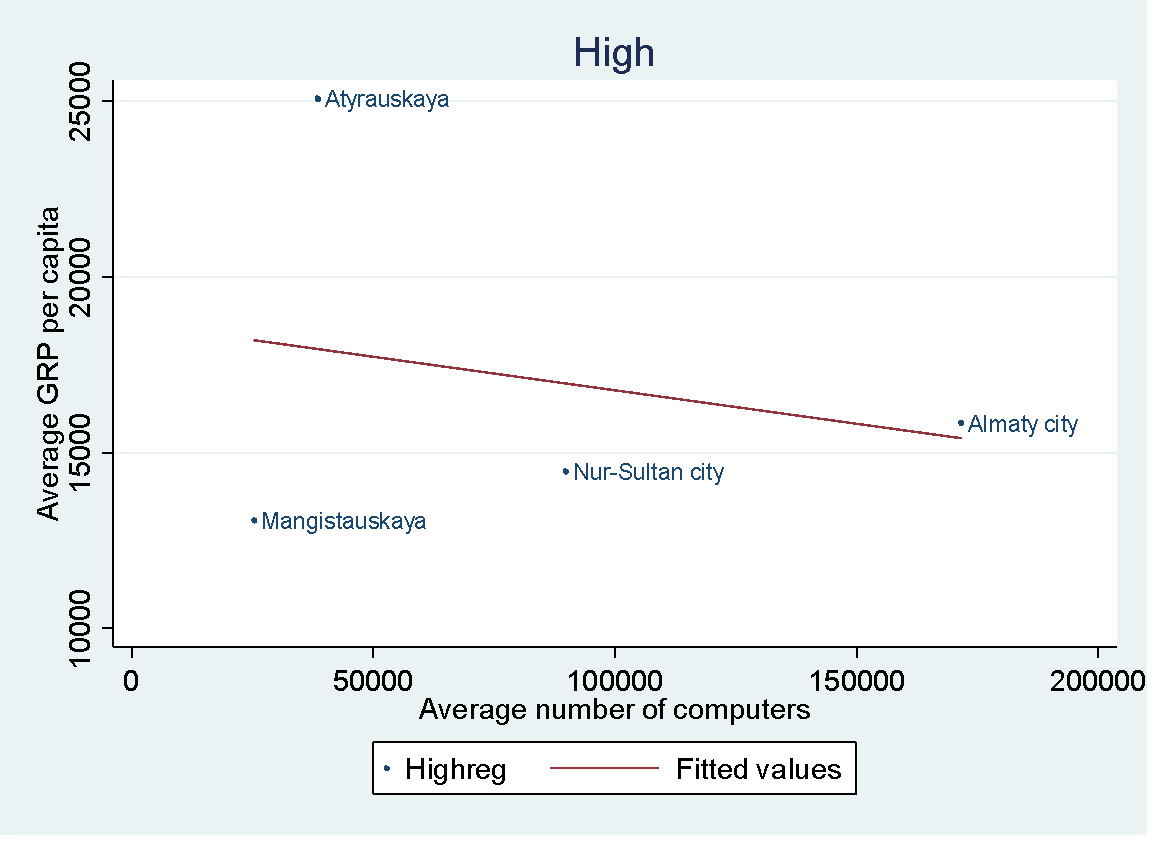 High
25000
20000
15000
10000
Average GRP per capita
Atyrauskaya
Almaty city
Nur-Sultan city
Mangistauskaya
0 50000 100000 150000 200000
Average number of computers
Highreg Fitted values